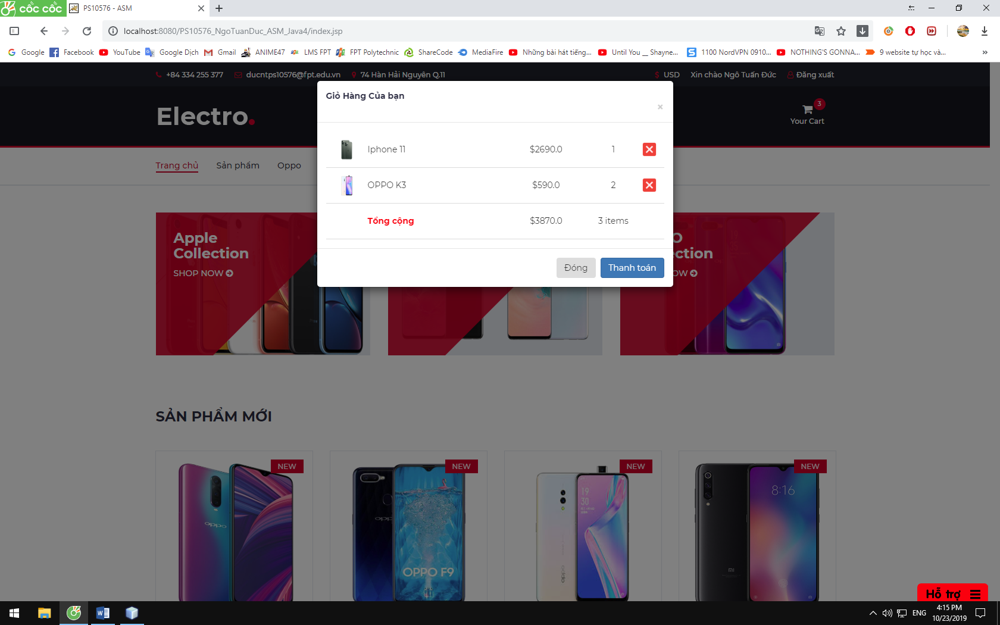 cốc cốc
PS10576 - ASM
localhost:8080/PS10576_NgoTuanDuc_ASM_Java4/index.jsp
Google Facebook YouTube Google Dịch Gmail ANIME47 LMS FPT FPT Polytechnic ShareCode MediaFire Những bài hát tiếng... Until You __ Shayne... 1100 NordVPN 0910... NOTHING'S GONNA... 9 website tự học và... »
+84 334 255 377 ducntps10576@fpt.edu.vn 74 Hàn Hải Nguyên Q.11 $ USD Xin chào Ngô Tuấn Đức Đăng xuất
Giỏ Hàng Của bạn
×
Electro.
3
Your Cart
Iphone 11 $2690.0 1
Trang chủ Sản phẩm Oppo
OPPO K3 $590.0 2
Tổng cộng $3870.0 3 items
Đóng Thanh toán
Apple
Collection
SHOP NOW
O
ction
OW
SẢN PHẨM MỚI
NEW
NEW
NEW
NEW
oppo
OPPO F9
19
30
oppo
8:16
MI
Hỗ trợ
ENG
4:15 PM
10/23/2019